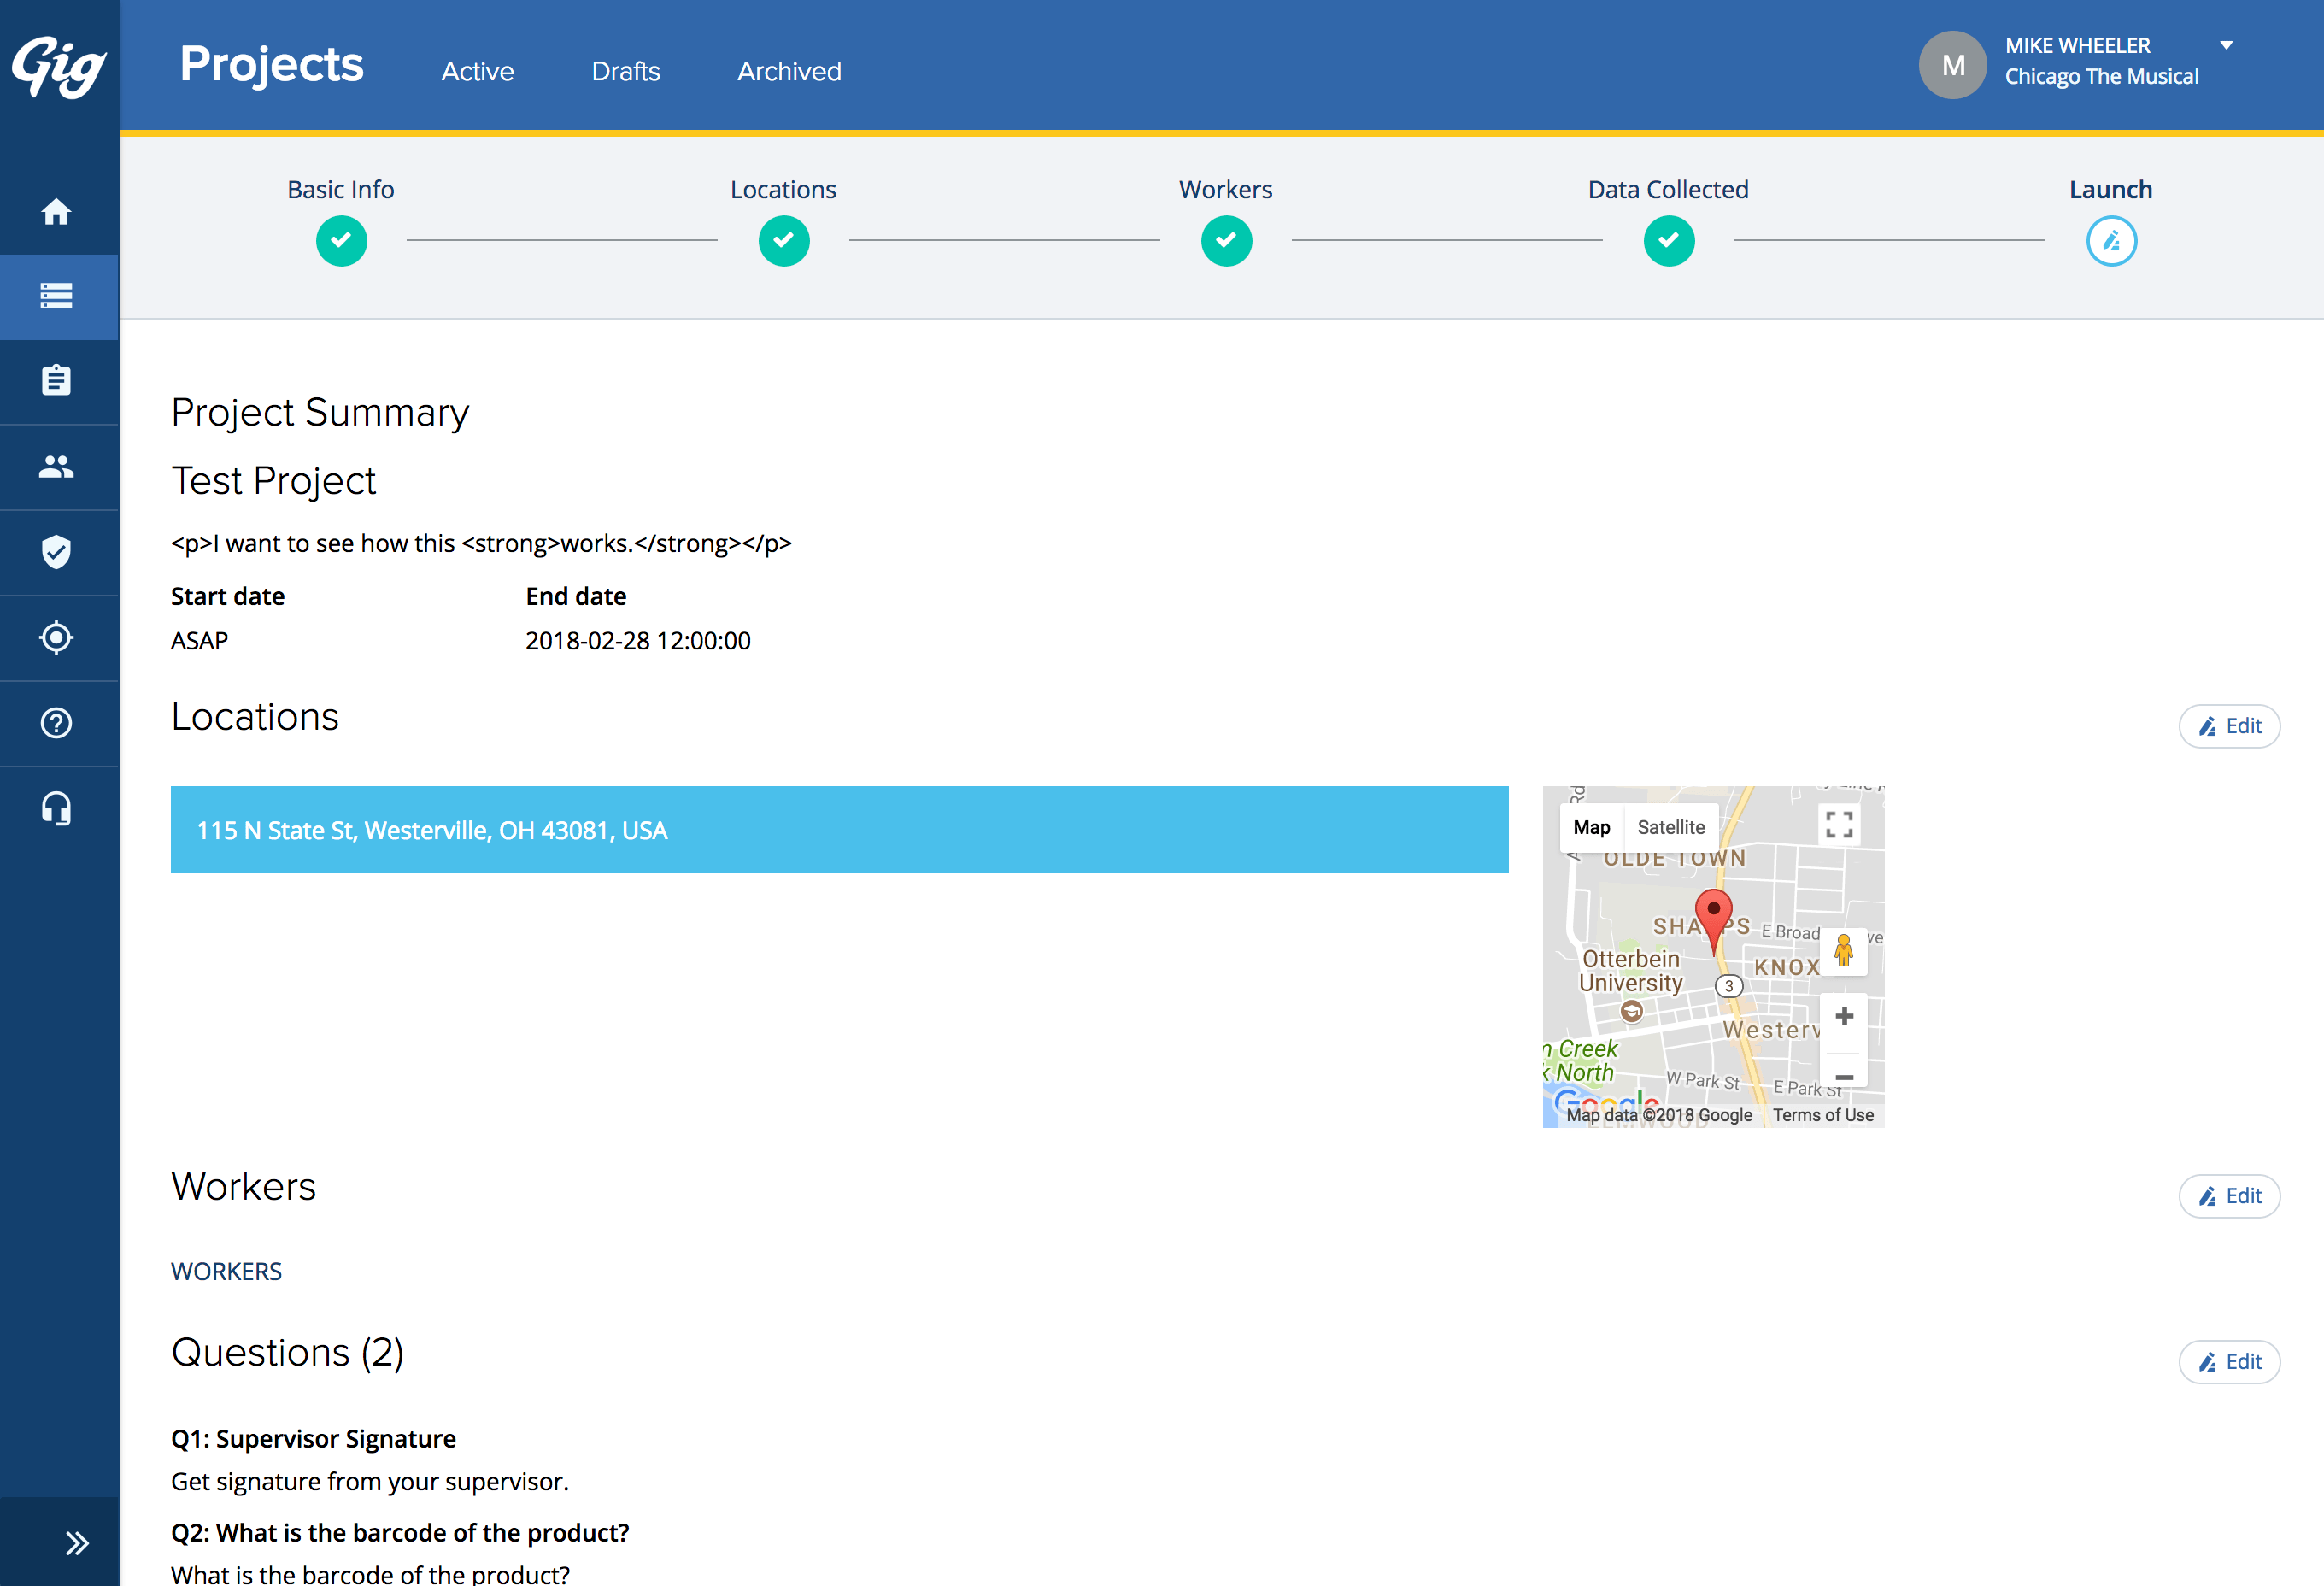 Gig
Projects
Active
Drafts
Archived
M
MIKE WHEELER
Chicago The Musical
Basic Info
Locations
Workers
Data Collected
Launch
Project Summary
Test Project
<p>I want to see how this <strong>works.</strong></p>
Start date
End date
ASAP
2018-02-28 12:00:00
Locations
Edit
115 N State St, Westerville, OH 43081, USA
Map
Satellite
OLDE TOWN
E Broad
KNOX
Otterbein
University
3
Westerv
n Creek
k North
W Park St
E Park St
Google
Map data ©2018 Google
Terms of Use
Workers
Edit
WORKERS
Questions (2)
Edit
Q1: Supervisor Signature
Get signature from your supervisor.
Q2: What is the barcode of the product?
What is the barcode of the product?